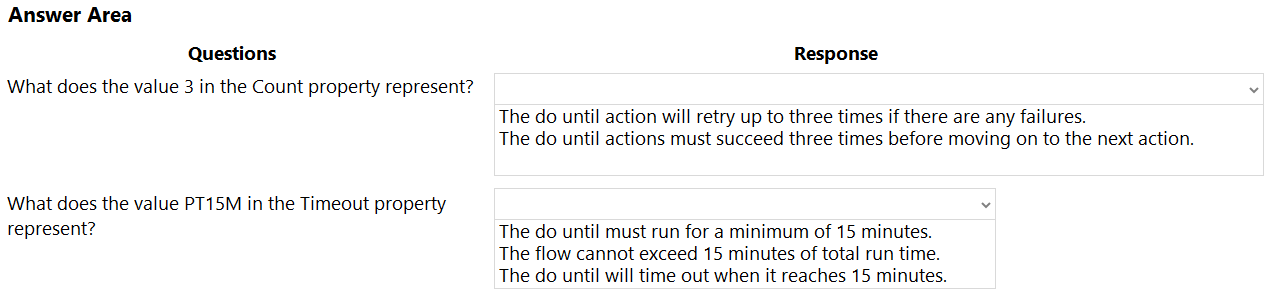 Answer Area
Questions Response
What does the value 3 in the Count property represent?
The do until action will retry up to three times if there are any failures.
The do until actions must succeed three times before moving on to the next action.
What does the value PT15M in the Timeout property
represent?
The do until must run for a minimum of 15 minutes.
The flow cannot exceed 15 minutes of total run time.
The do until will time out when it reaches 15 minutes.